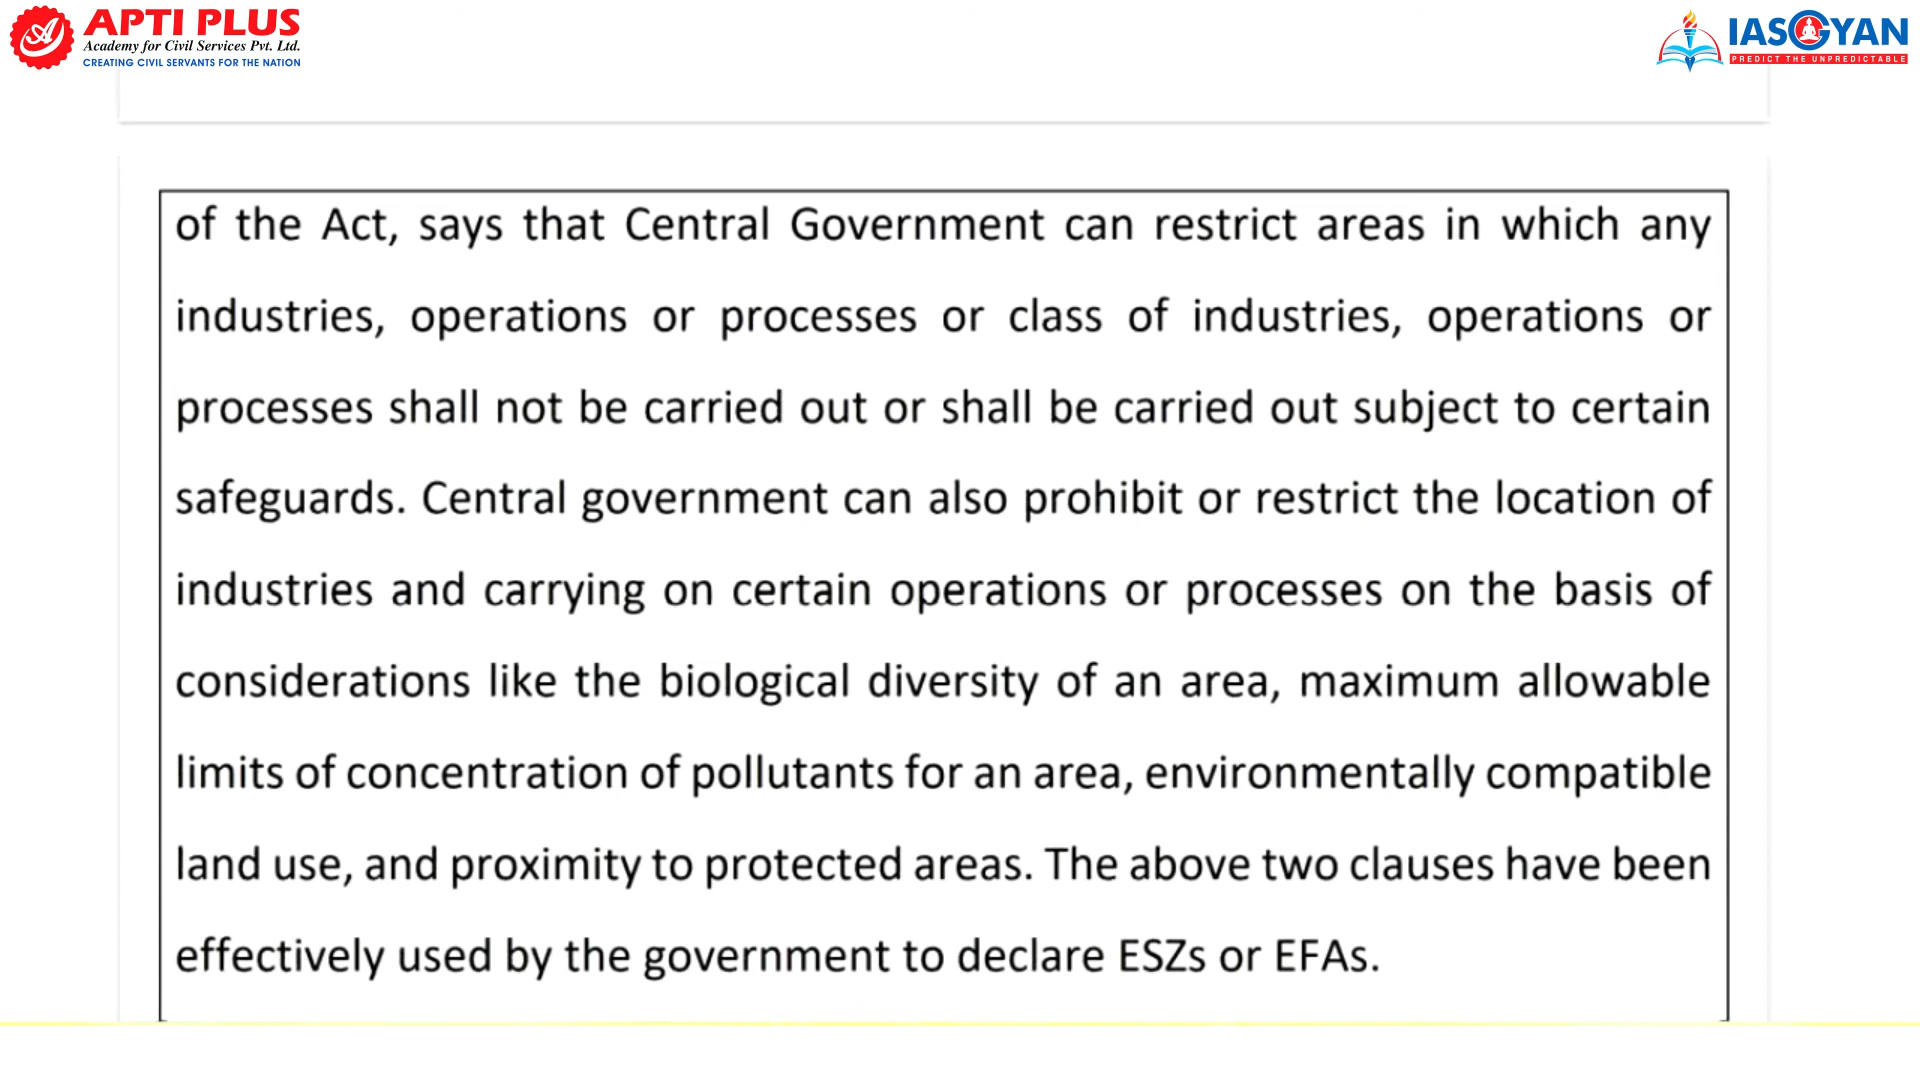 APTI PLUS
Academy for Civil Services Pvt. Ltd.
CREATING CIVIL SERVANTS FOR THE NATION
IASGYAN
PREDICT THE UNPREDICTABLE
of the Act, says that Central Government can restrict areas in which any
industries, operations or processes or class of industries, operations or
processes shall not be carried out or shall be carried out subject to certain
safeguards. Central government can also prohibit or restrict the location of
industries and carrying on certain operations or processes on the basis of
considerations like the biological diversity of an area, maximum allowable
limits of concentration of pollutants for an area, environmentally compatible
land use, and proximity to protected areas. The above two clauses have been
effectively used by the government to declare ESZs or EFAs.